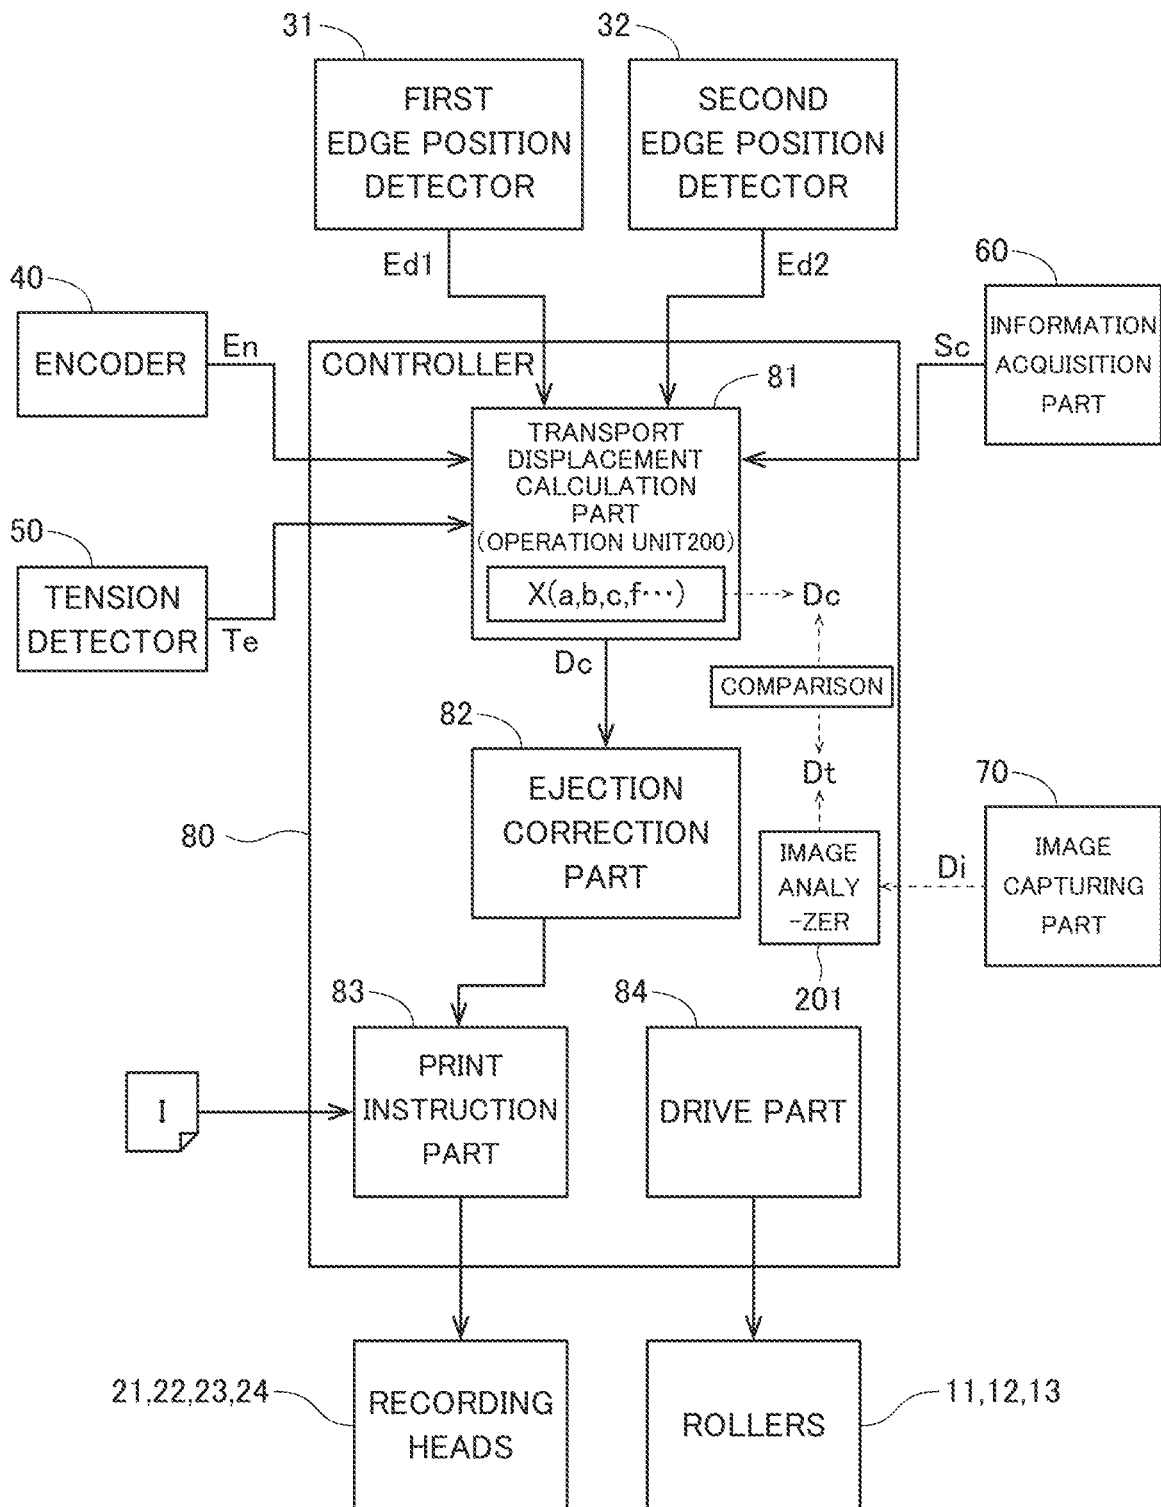 31
32
FIRST
EDGE POSITION
DETECTOR
SECOND
EDGE POSITION
DETECTOR
Ed1
Ed2
40
60
ENCODER
En
INFORMATION
ACQUISITION
PART
Sc
CONTROLLER
81
TRANSPORT
DISPLACEMENT
CALCULATION
PART
(OPERATION UNIT200)
X(a,b,c,f···)
Dc
50
TENSION
DETECTOR
Te
Dc
COMPARISON
82
Dt
EJECTION
CORRECTION
PART
70
80
IMAGE
ANALY
-ZER
Di
IMAGE
CAPTURING
PART
201
83
84
PRINT
INSTRUCTION
PART
I
DRIVE PART
21,22,23,24
RECORDING
HEADS
ROLLERS
11,12,13